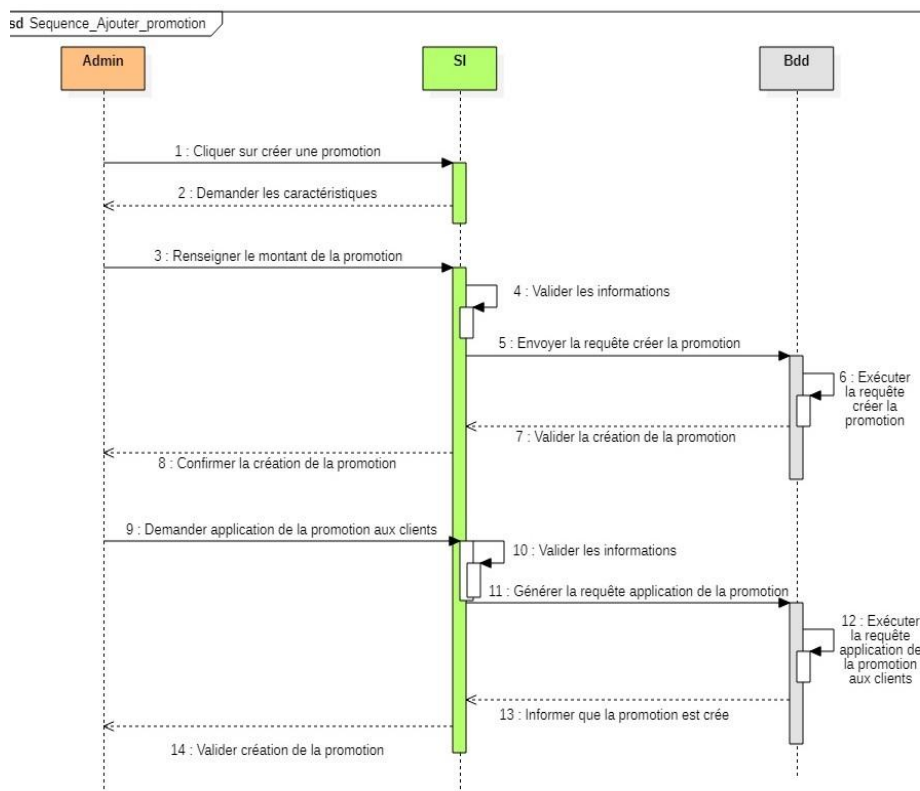 sd Sequence_Ajouter_promotion
Admin
SI
Bdd
1 : Cliquer sur créer une promotion
2 : Demander les caractéristiques
3 : Renseigner le montant de la promotion
4 : Valider les informations
5 : Envoyer la requête créer la promotion
6 : Exécuter
la requête
créer la
promotion
7 : Valider la création de la promotion
8 : Confirmer la création de la promotion
9 : Demander application de la promotion aux clients
10 : Valider les informations
11 : Générer la requête application de la promotion
12 : Exécuter
la requête
application de
la promotion
aux clients
13 : Informer que la promotion est crée
14 : Valider création de la promotion